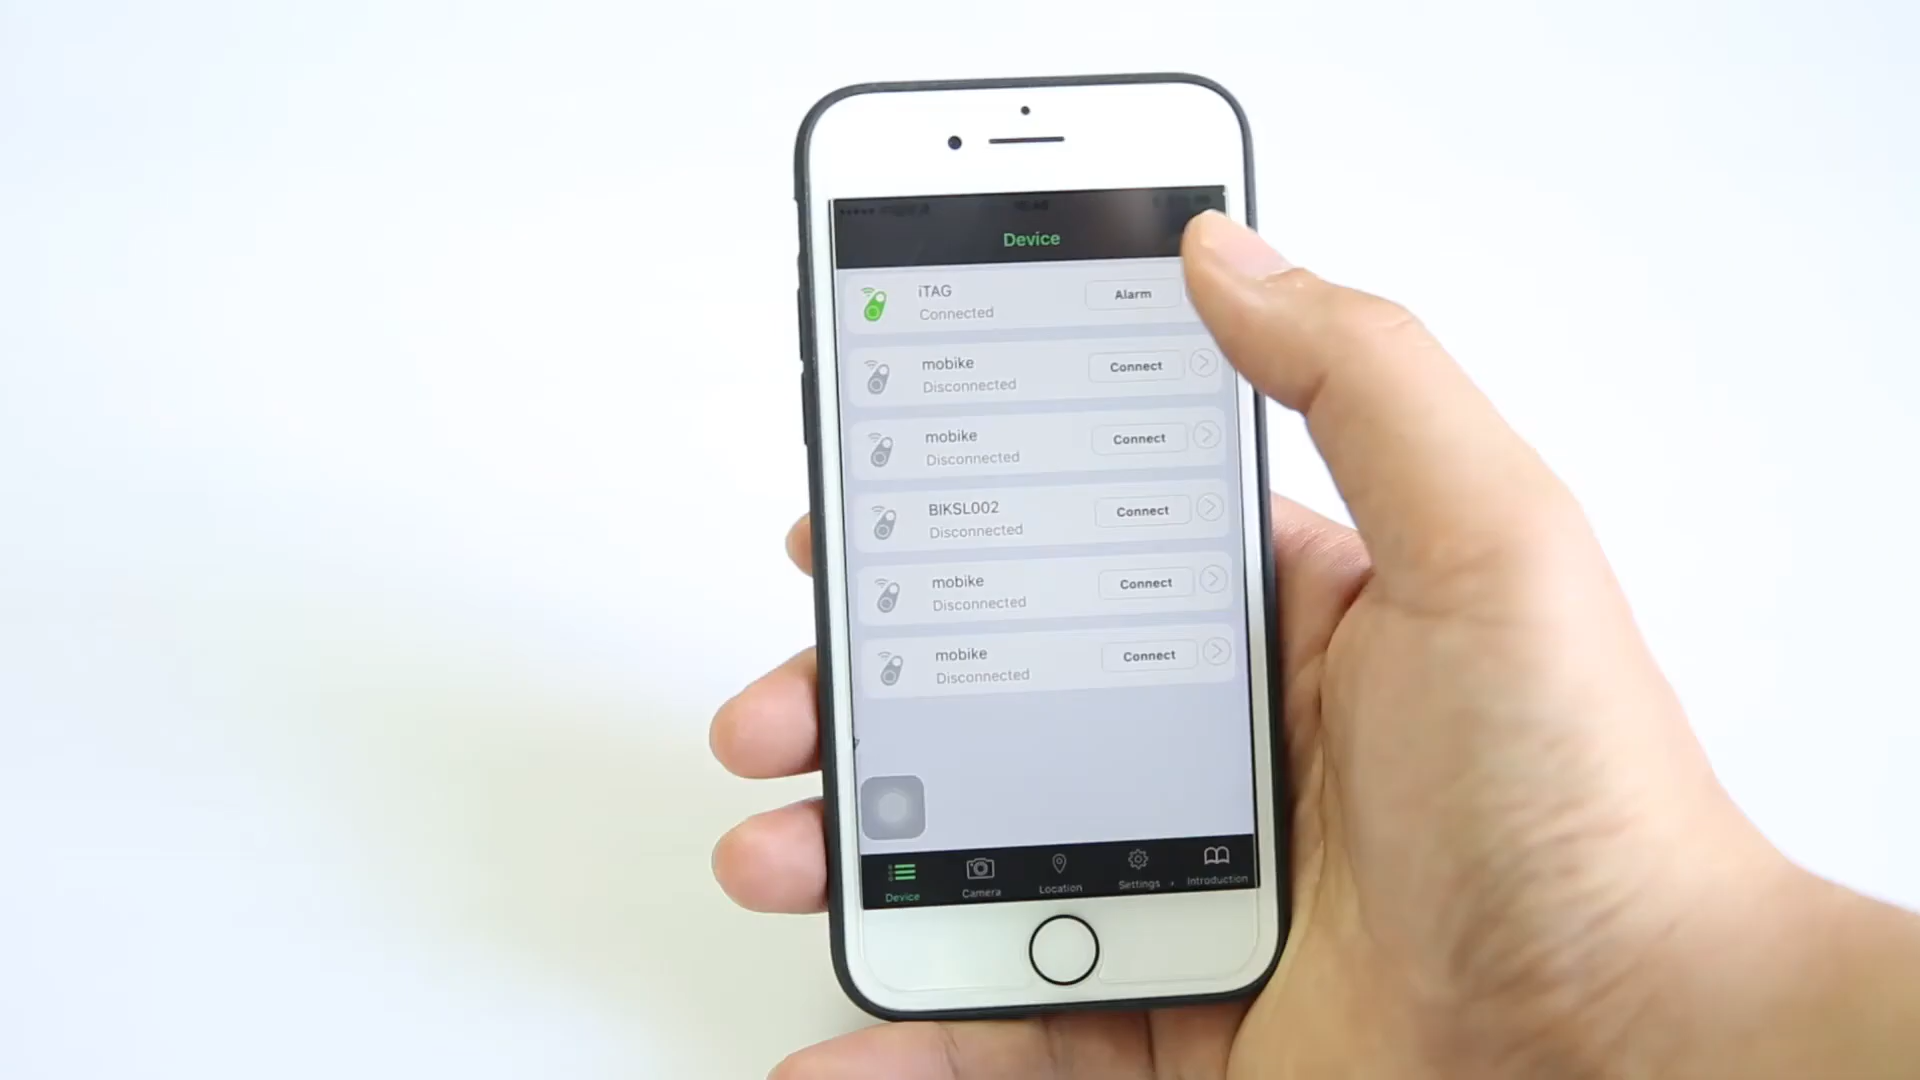 Device
iTAG
Connected
Alarm
mobike
Disconnected
Connect
mobike
Disconnected
Connect
BIKSL002
Disconnected
Connect
mobike
Disconnected
Connect
mobike
Disconnected
Connect
Device
Camera
Location
Settings
Introduction